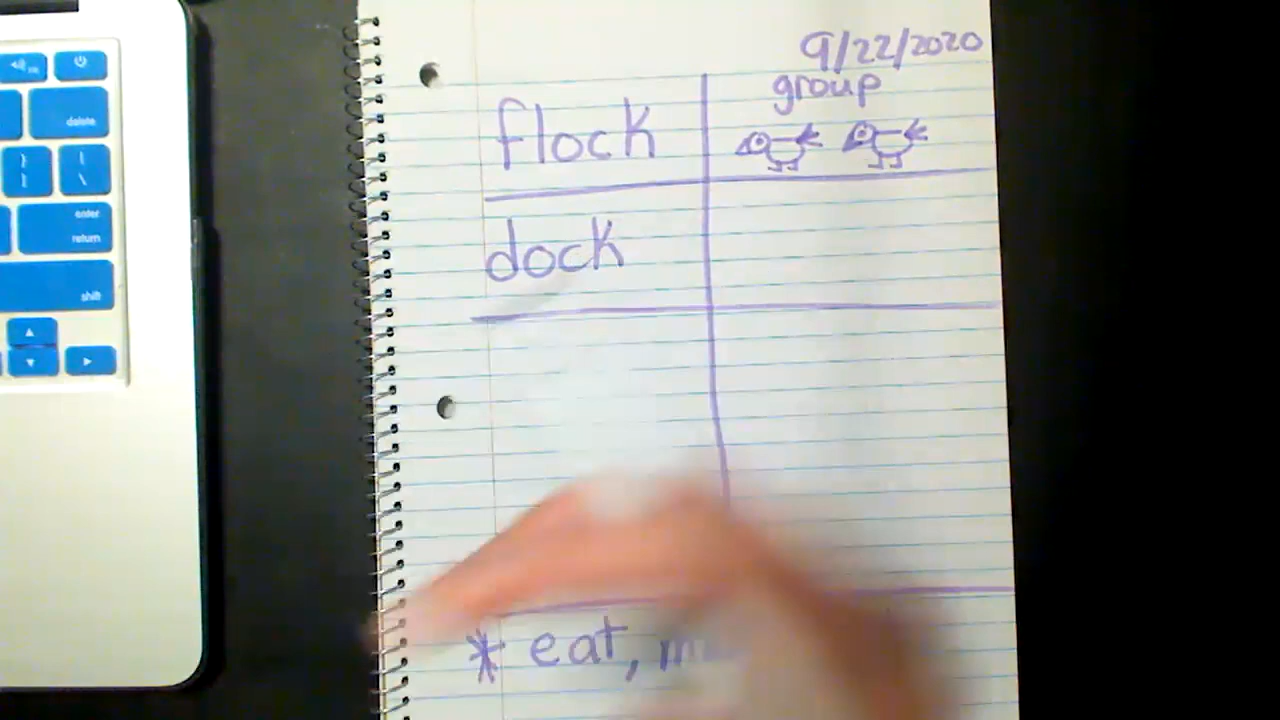 9/22/2020
group
flock
dock
* eat,
delete
enter
return
shift